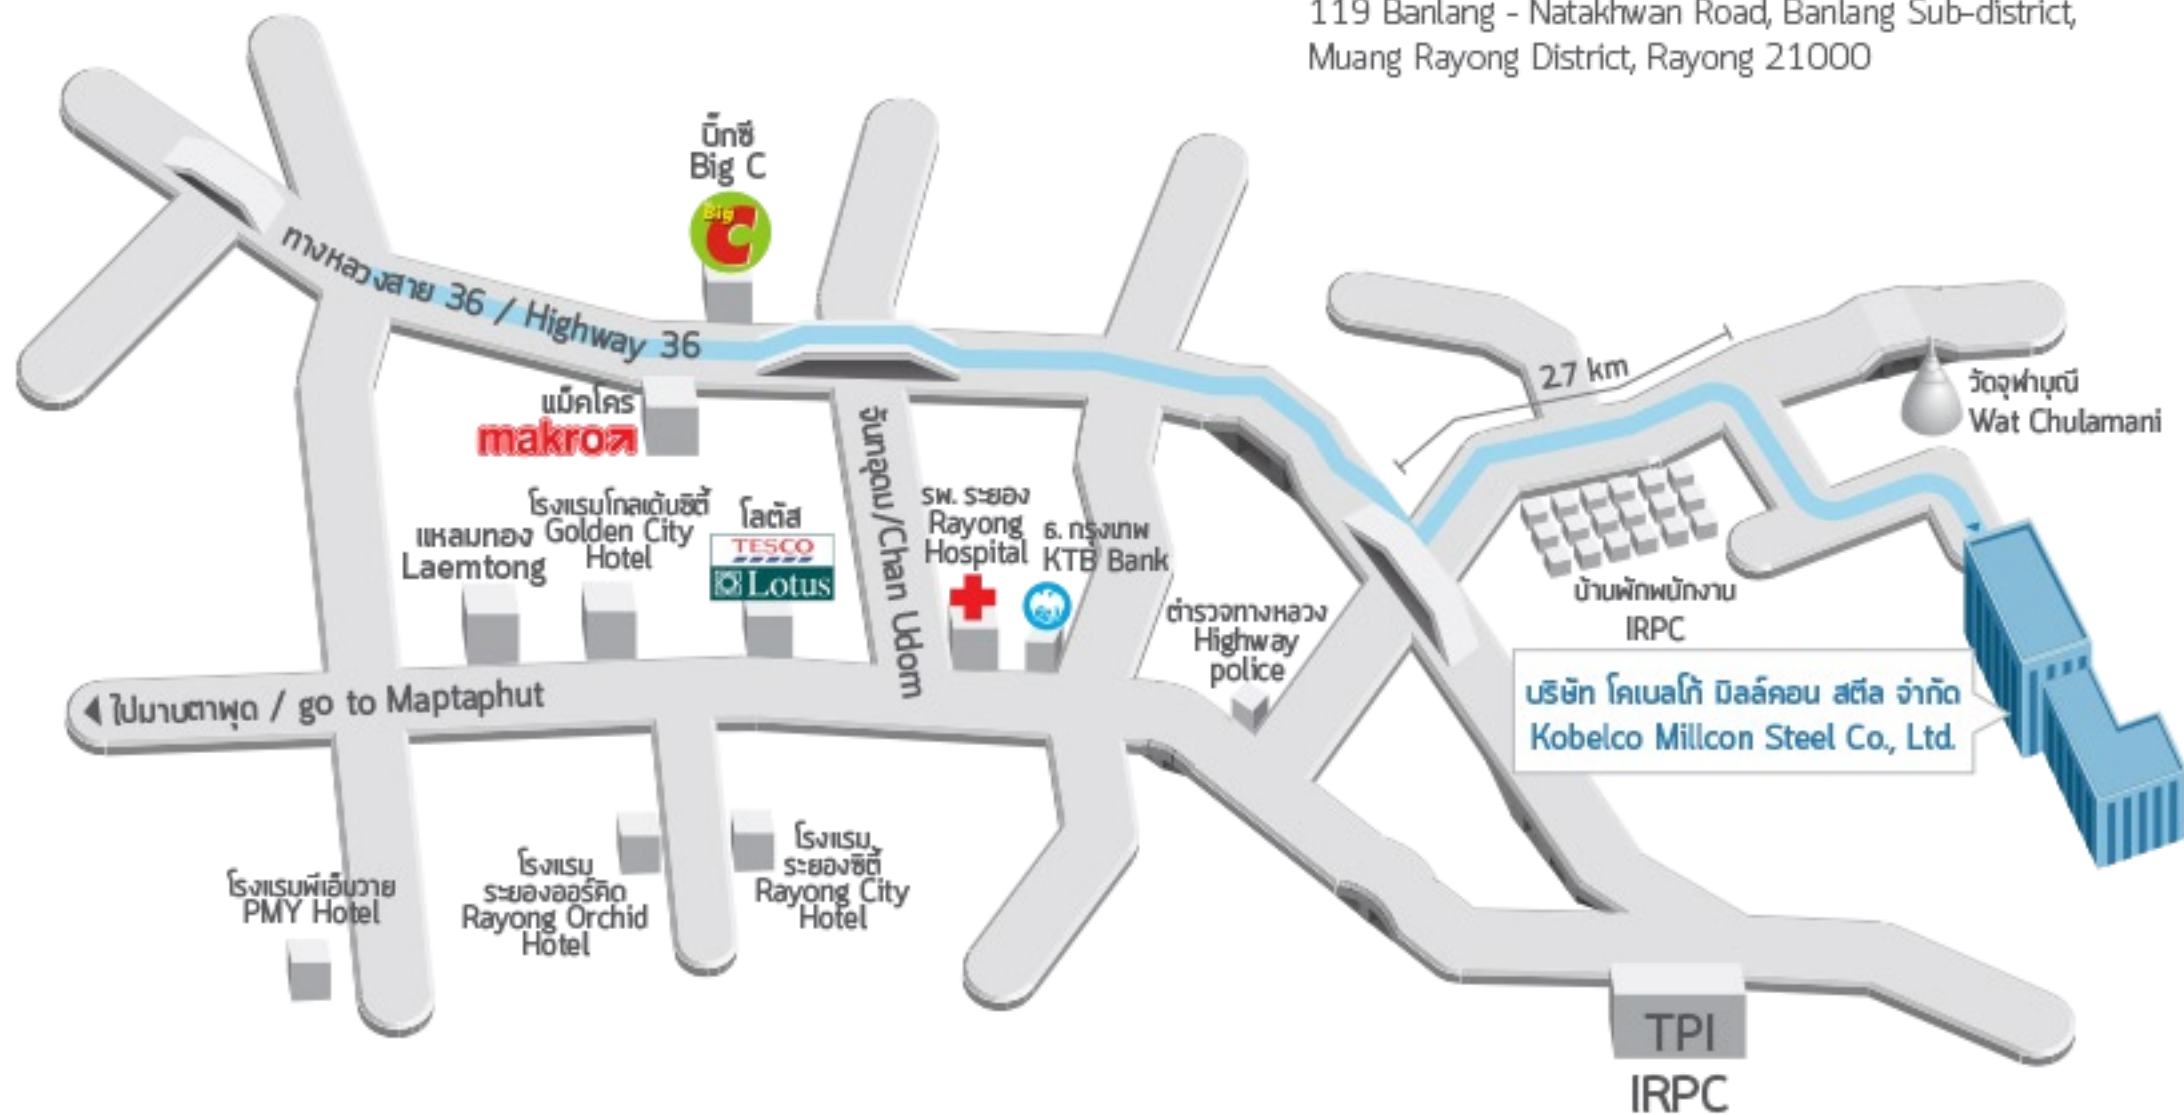 119 Banlang - Natakhwan Road, Banlang Sub-district,
Muang Rayong District, Rayong 21000
บิ๊กซี
Big C
Big
C
ทางหลวงสาย 36 / Highway 36
2.7 km
วัดจุฬามุณี
Wat Chulamani
แม็คโคร
makro
จันทอุดม/Chan Udom
แหลมทอง
Laemtong
โรงแรมโกลเด้นซิตี้
Golden City
Hotel
โลตัส
TESCO
Lotus
รพ. ระยอง
Rayong
Hospital
ธ. กรุงเทพ
KTB Bank
ตำรวจทางหลวง
Highway
police
บ้านพักพนักงาน
IRPC
บริษัท โคเบลโก้ มิลล์คอน สตีล จำกัด
Kobelco Millcon Steel Co., Ltd.
ไปมาบตาพุด / go to Maptaphut
โรงแรมพีเอ็มวาย
PMY Hotel
โรงแรม
ระยองออร์คิด
Rayong Orchid
Hotel
โรงแรม
ระยองซิตี้
Rayong City
Hotel
TPI
IRPC